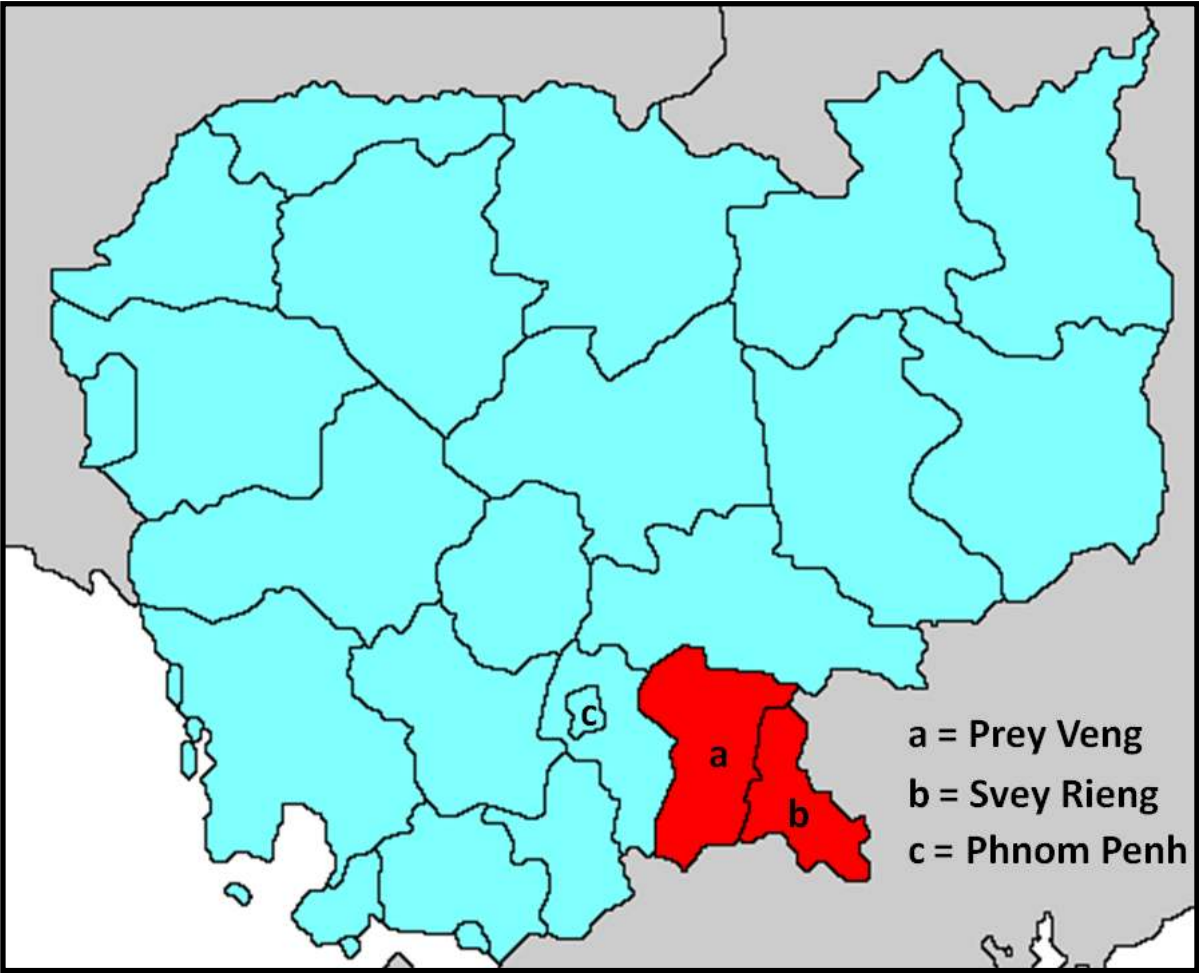 c
a
b
a = Prey Veng
b = Svey Rieng
c = Phnom Penh